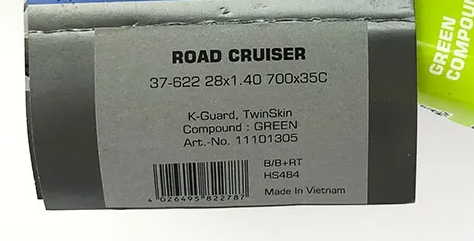 ROAD CRUISER
37-622 28x1.40 700x35C
K-Guard, TwinSkin
Compound : GREEN
Art.-No. 11101305
B/B+RT
HS484
Made In Vietnam
4 026495 822787
GREEN
COMPOUND